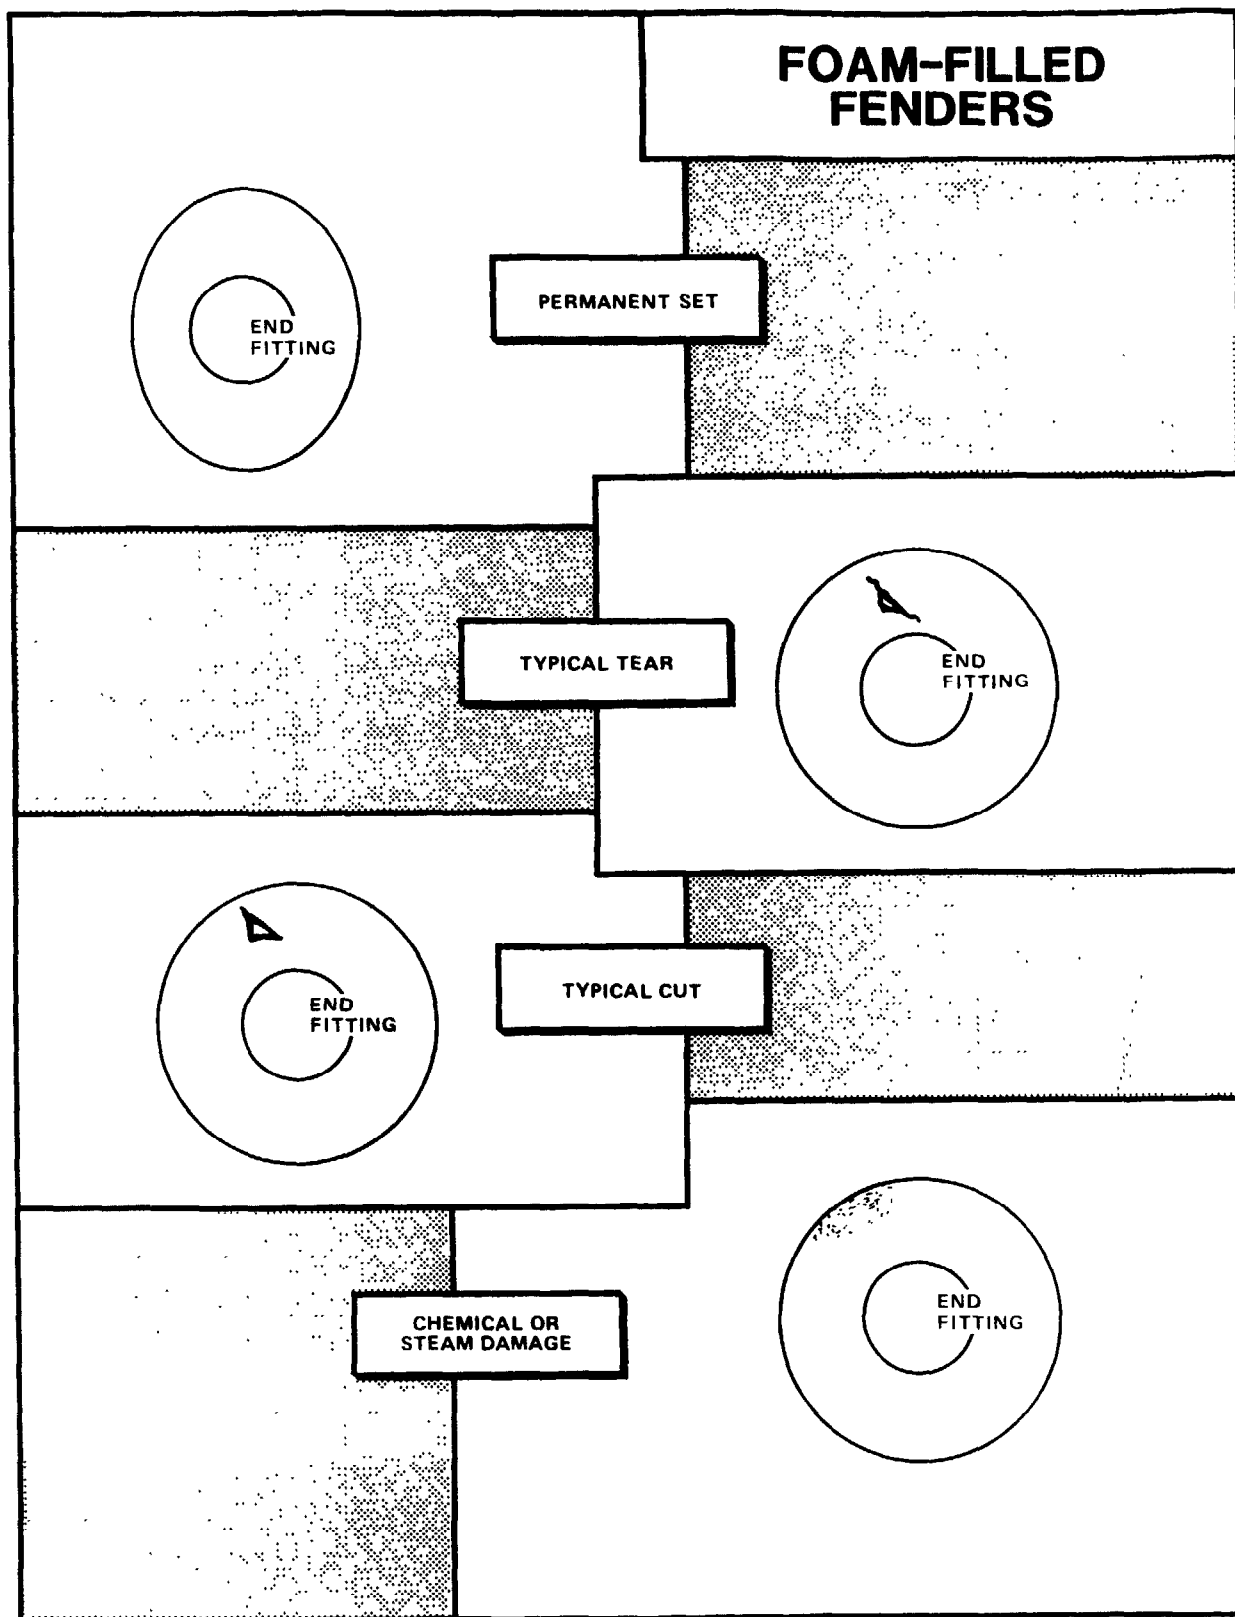 FOAM-FILLED
FENDERS
END
FITTING
PERMANENT SET
TYPICAL TEAR
END
FITTING
END
FITTING
TYPICAL CUT
CHEMICAL OR
STEAM DAMAGE
END
FITTING